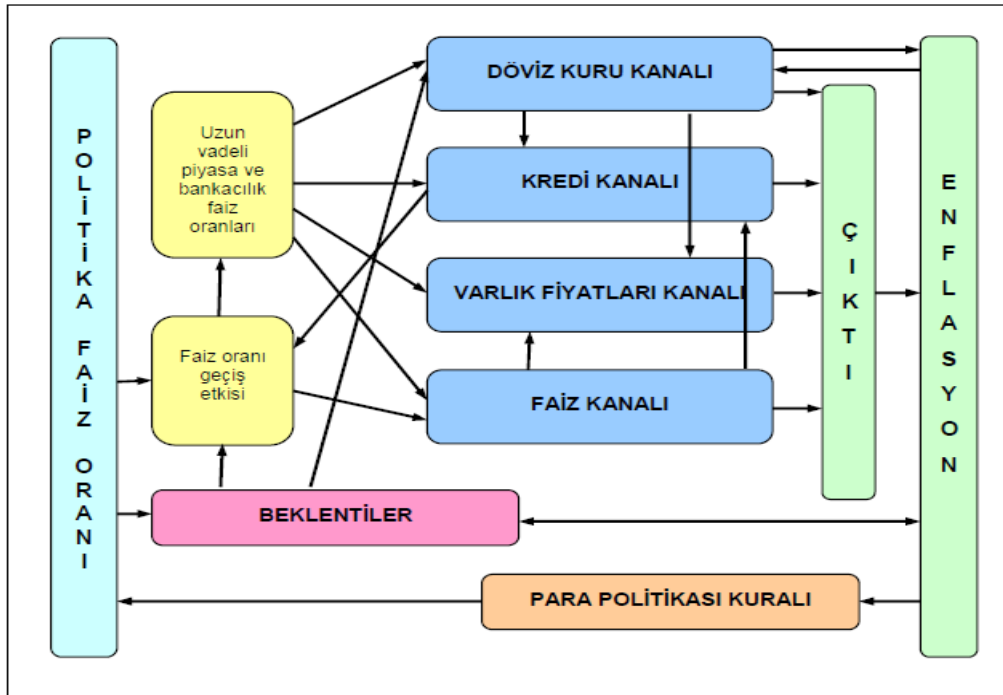 POLİTİKA FAİZ ORANI
Uzun
vadeli
piyasa ve
bankacılık
faiz
oranları
Faiz oranı
geçiş
etkisi
BEKLENTİLER
DÖVİZ KURU KANALI
KREDİ KANALI
VARLIK FİYATLARI KANALI
FAİZ KANALI
PARA POLİTİKASI KURALI
ÇIKTI
ENFLASYON